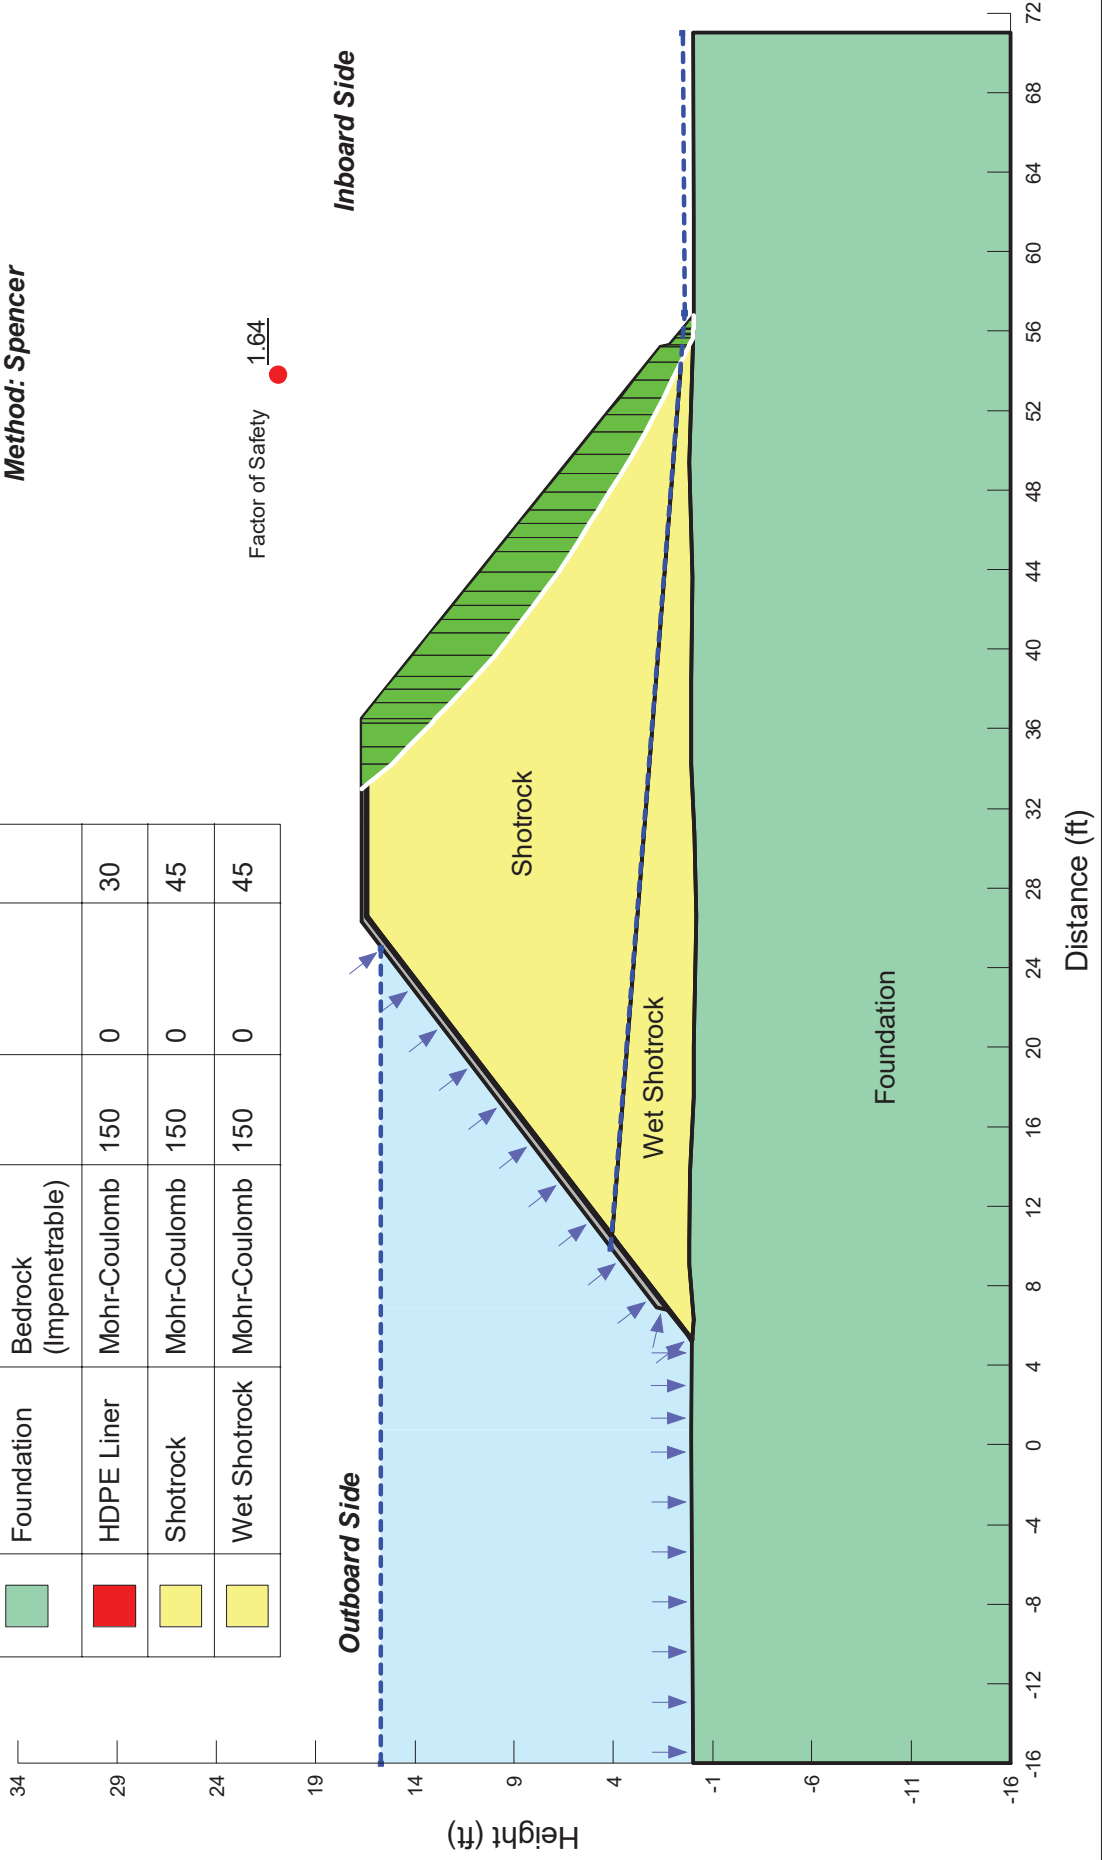 Method: Spencer
Foundation Bedrock
(Impenetrable)
HDPE Liner Mohr-Coulomb 150 0 30
Shotrock Mohr-Coulomb 150 0 45
Wet Shotrock Mohr-Coulomb 150 0 45
Factor of Safety 1.64
Outboard Side
Inboard Side
Shotrock
Wet Shotrock
Foundation
Height (ft)
34
29
24
19
14
9
4
-1
-6
-11
-16
-16 -12 -8 -4 0 4 8 12 16 20 24 28 32 36 40 44 48 52 56 60 64 68 72
Distance (ft)